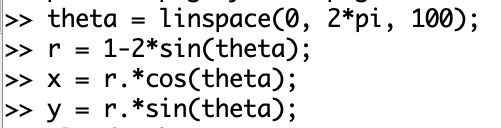 >> theta = linspace(0, 2*pi, 100);
>> r = 1-2*sin(theta);
>> x = r.*cos(theta);
>> y = r.*sin(theta);